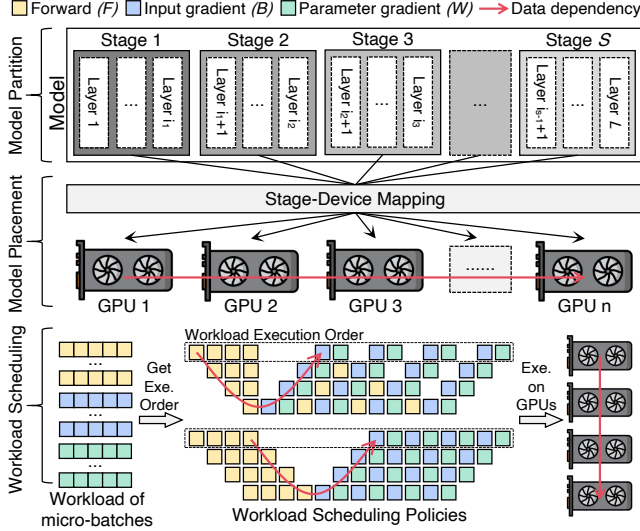 Forward (F) Input gradient (B) Parameter gradient (W) Data dependency
Model Partition
Model
Stage 1 Stage 2 Stage 3 Stage S
Layer 1 ... Layer i₁ Layer i₁+1 ... Layer i₂ Layer i₂+1 ... Layer i₃ ... Layer iₛ₋₁+1 ... Layer L
Model Placement
Stage-Device Mapping
......
GPU 1 GPU 2 GPU 3 GPU n
Workload Scheduling
...
...
...
Workload of
micro-batches
Get
Exe.
Order
Workload Execution Order
Workload Scheduling Policies
Exe.
on
GPUs